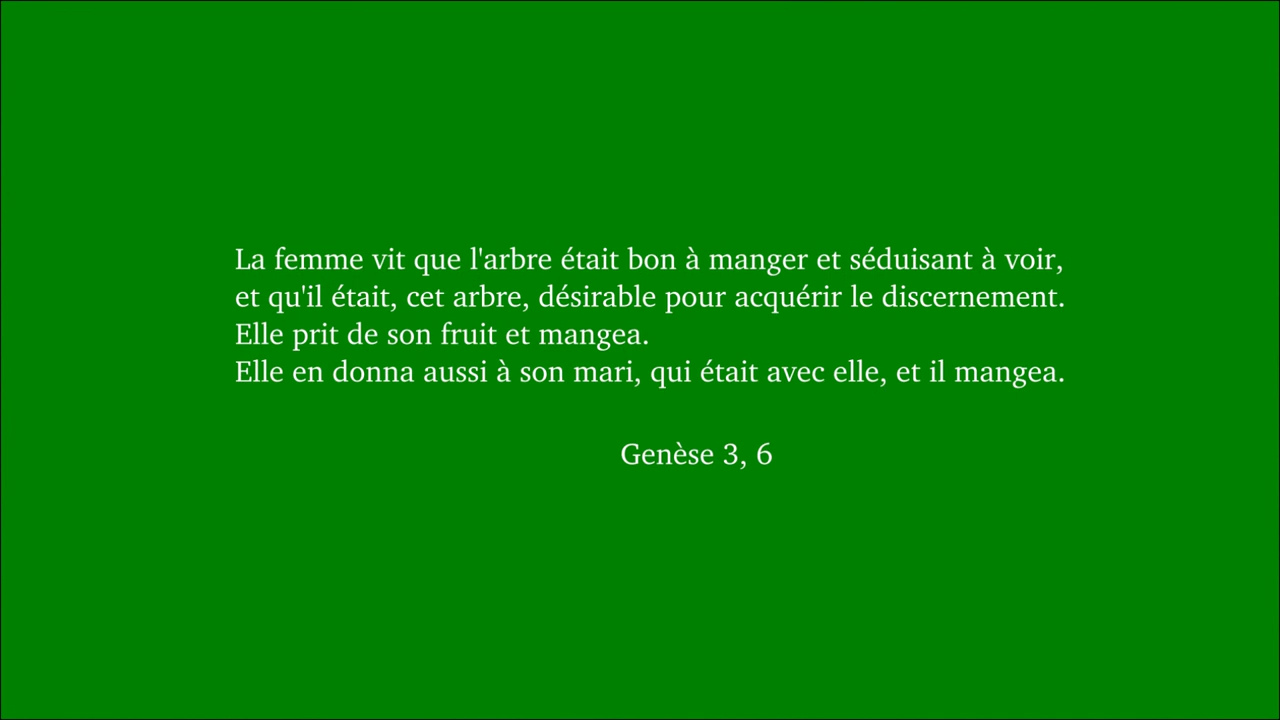 La femme vit que l'arbre était bon à manger et séduisant à voir,
et qu'il était, cet arbre, désirable pour acquérir le discernement.
Elle prit de son fruit et mangea.
Elle en donna aussi à son mari, qui était avec elle, et il mangea.
Genèse 3, 6